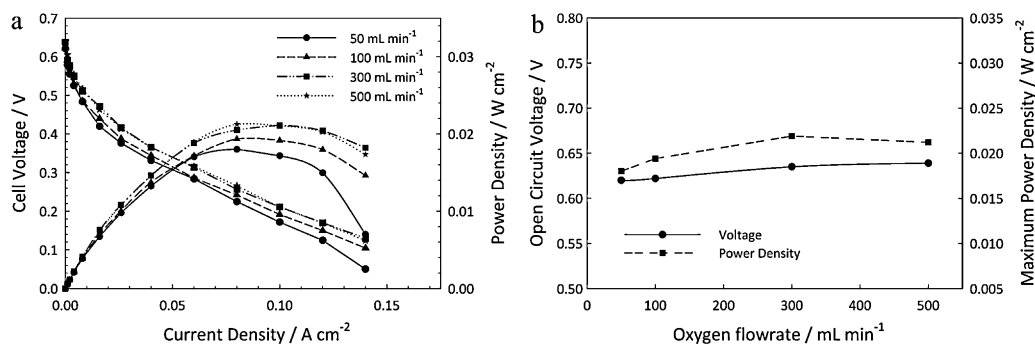 a
0.7
0.6
0.5
0.4
0.3
0.2
0.1
0.0
Cell Voltage / V
50 mL min⁻¹
100 mL min⁻¹
300 mL min⁻¹
500 mL min⁻¹
0.03
0.02
0.01
0.00
Power Density / W cm⁻²
0.00 0.05 0.10 0.15
Current Density / A cm⁻²
b
0.80
0.75
0.70
0.65
0.60
0.55
0.50
Open Circuit Voltage / V
Voltage
Power Density
0.035
0.030
0.025
0.020
0.015
0.010
0.005
Maximum Power Density / W cm⁻²
0 100 200 300 400 500
Oxygen flowrate / mL min⁻¹